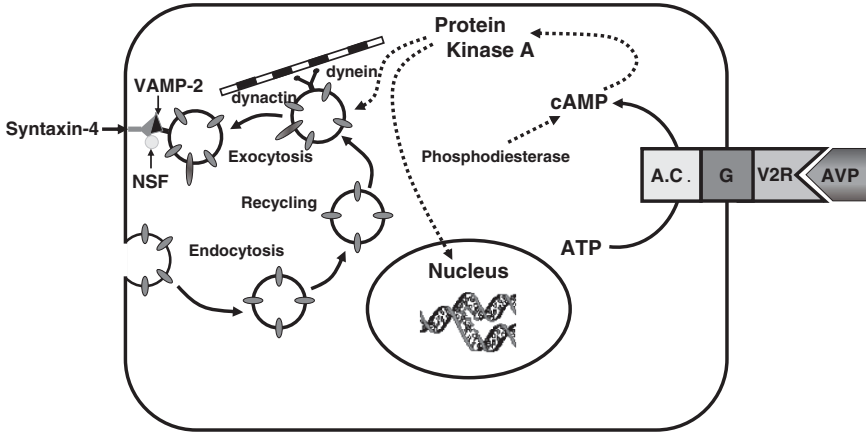 Protein
Kinase A
dynein
VAMP-2
dynactin
cAMP
Syntaxin-4
Exocytosis
Phosphodiesterase
NSF
A.C. G V2R AVP
Recycling
Endocytosis
ATP
Nucleus